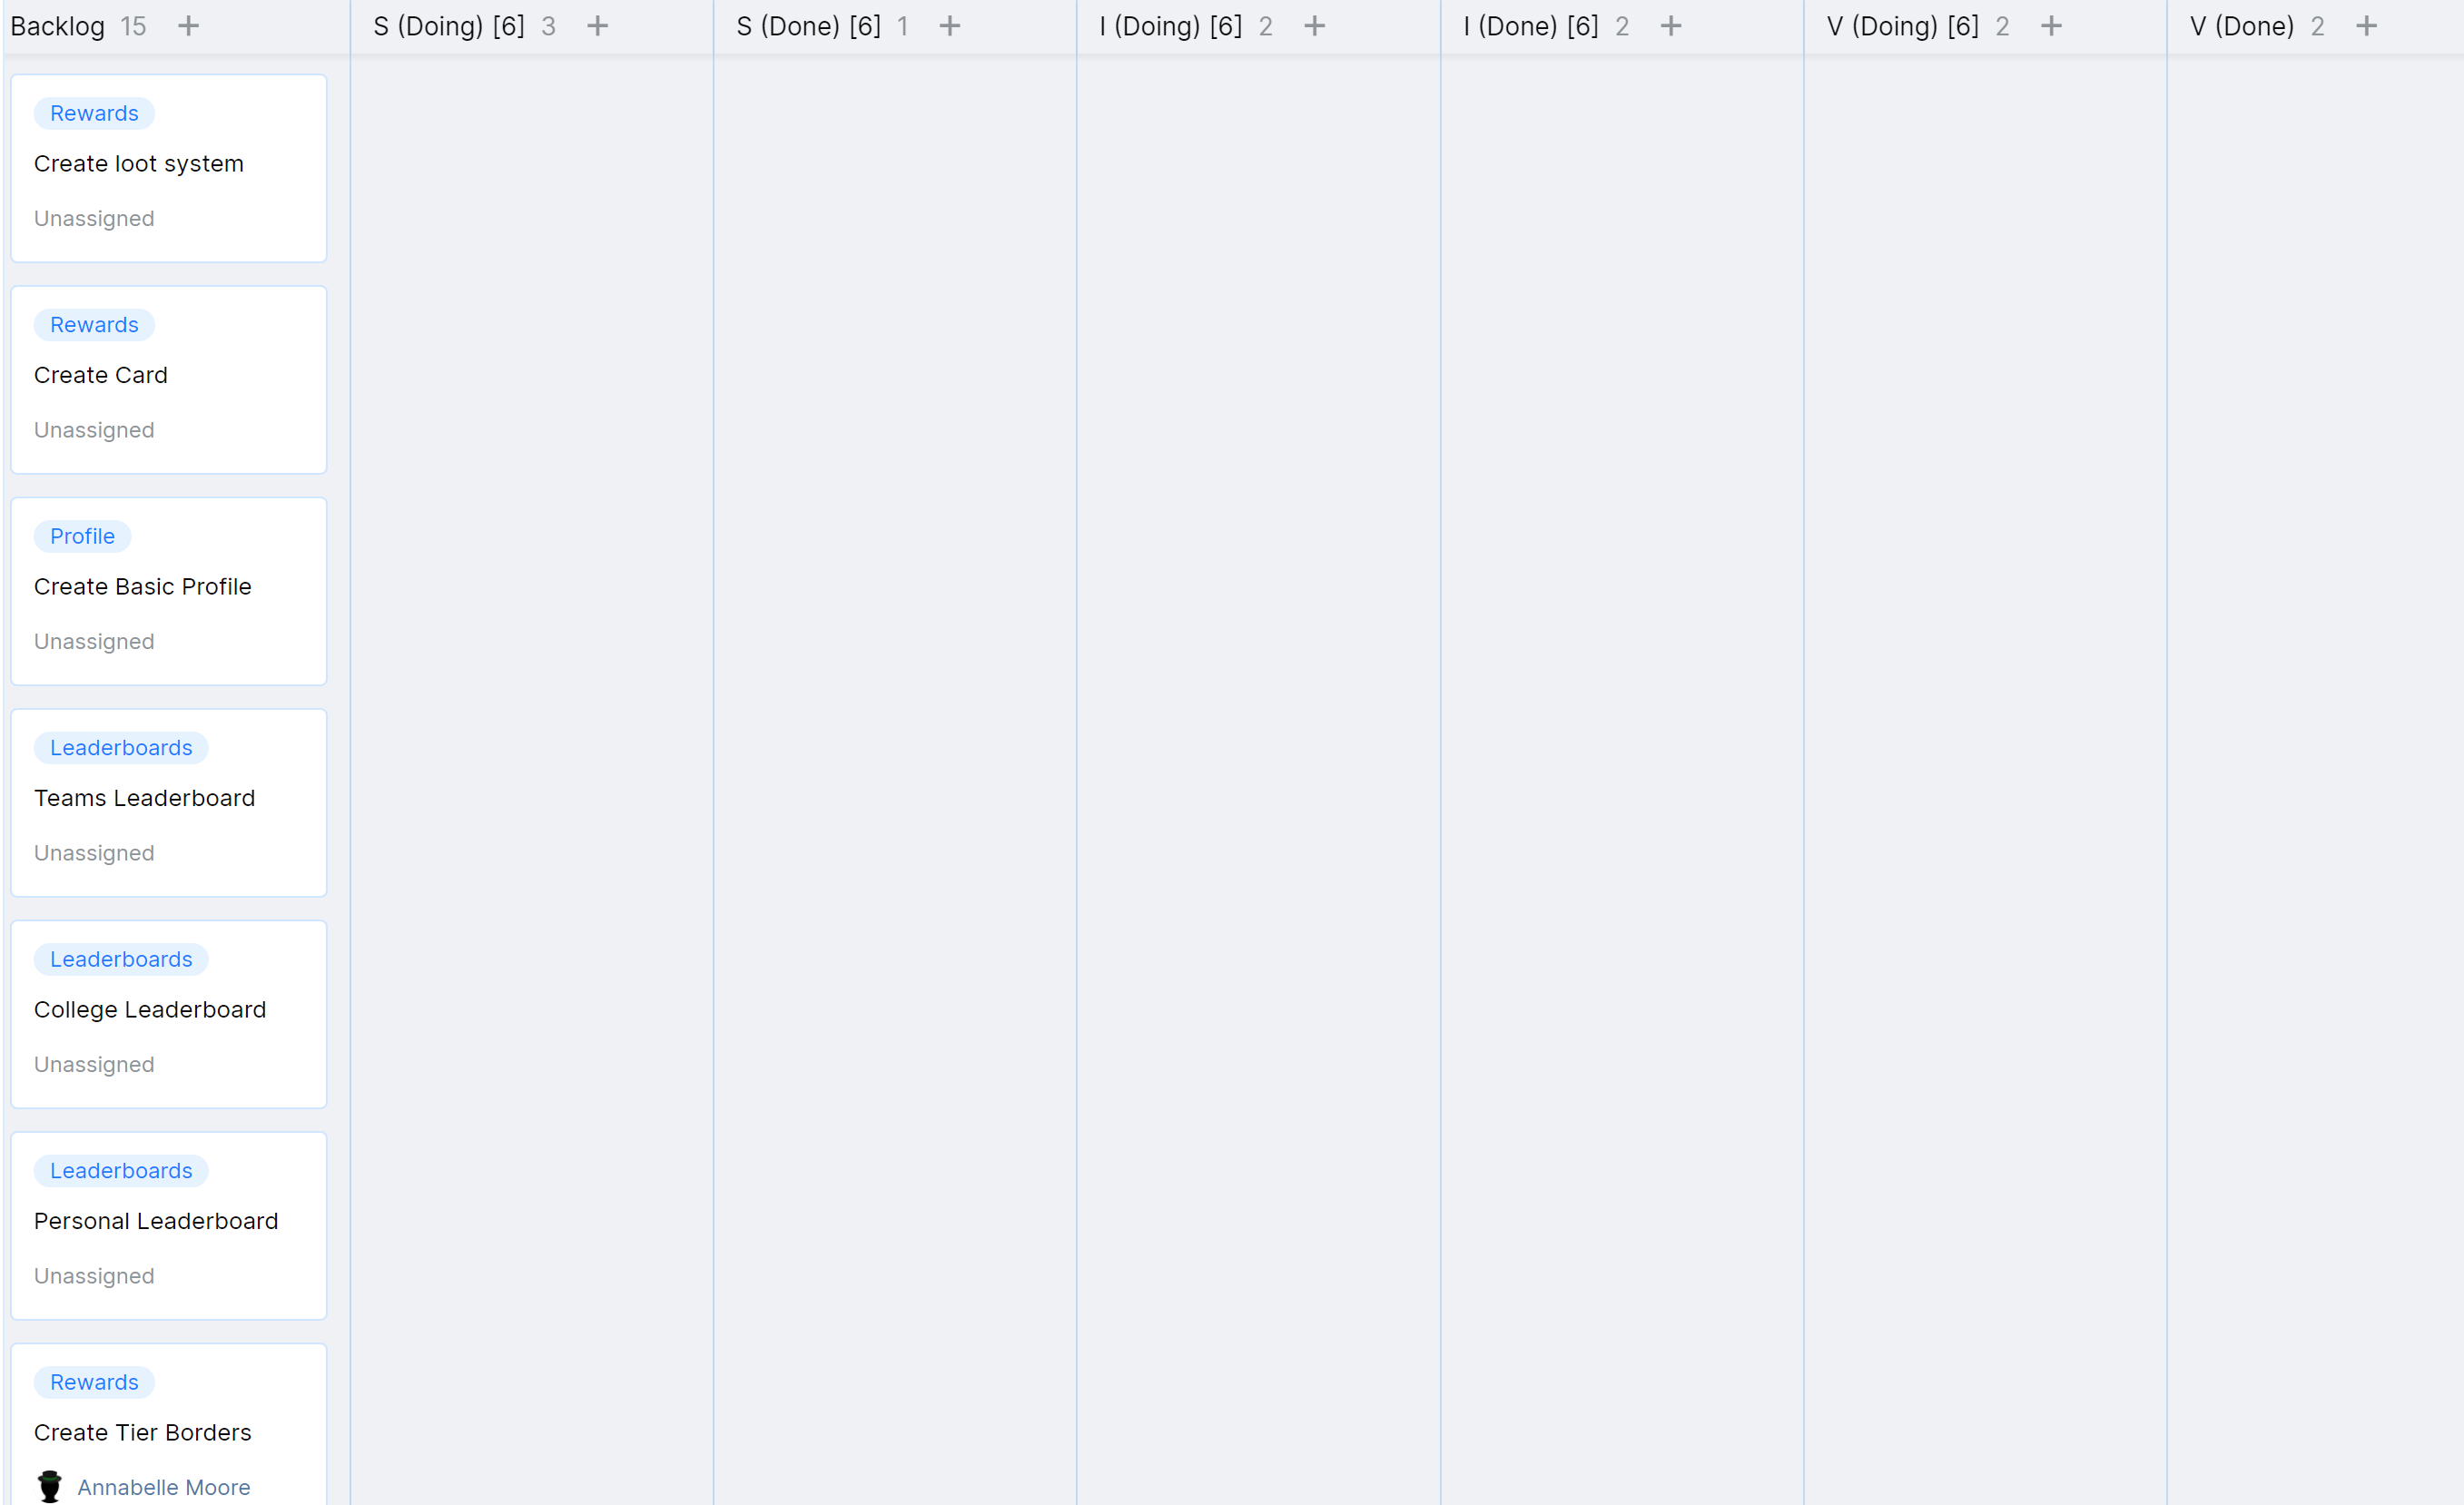 Backlog 15 +
S (Doing) [6] 3 +
S (Done) [6] 1 +
I (Doing) [6] 2 +
I (Done) [6] 2 +
V (Doing) [6] 2 +
V (Done) 2 +
Rewards
Create loot system
Unassigned
Rewards
Create Card
Unassigned
Profile
Create Basic Profile
Unassigned
Leaderboards
Teams Leaderboard
Unassigned
Leaderboards
College Leaderboard
Unassigned
Leaderboards
Personal Leaderboard
Unassigned
Rewards
Create Tier Borders
Annabelle Moore